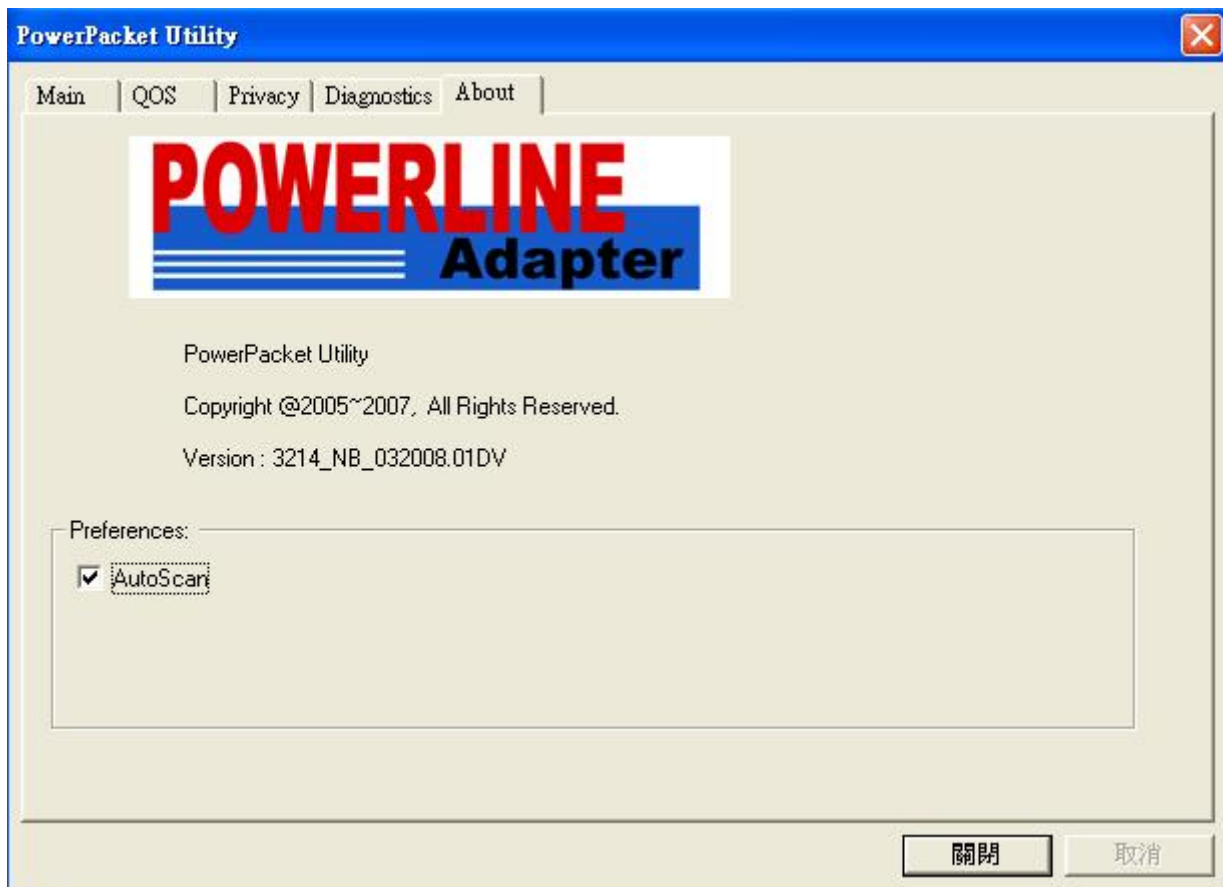 PowerPacket Utility
Main QOS Privacy Diagnostics About
POWERLINE
Adapter
PowerPacket Utility
Copyright @2005~2007, All Rights Reserved.
Version : 3214_NB_032008.01DV
Preferences:
AutoScan
關閉 取消